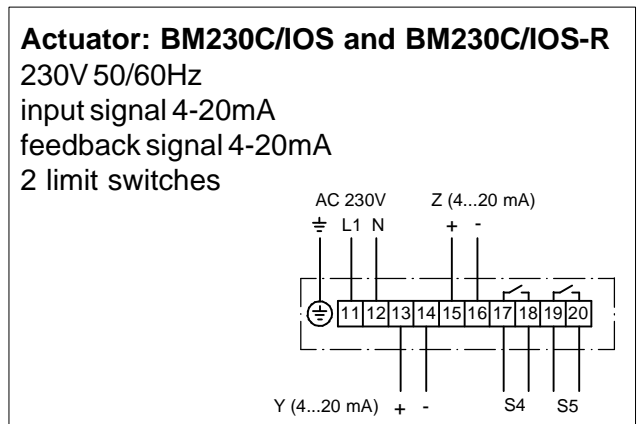 Actuator: BM230C/IOS and BM230C/IOS-R
230V 50/60Hz
input signal 4-20mA
feedback signal 4-20mA
2 limit switches
AC 230V Z (4...20 mA)
L1 N + -
11 12 13 14 15 16 17 18 19 20
Y (4...20 mA) + - S4 S5